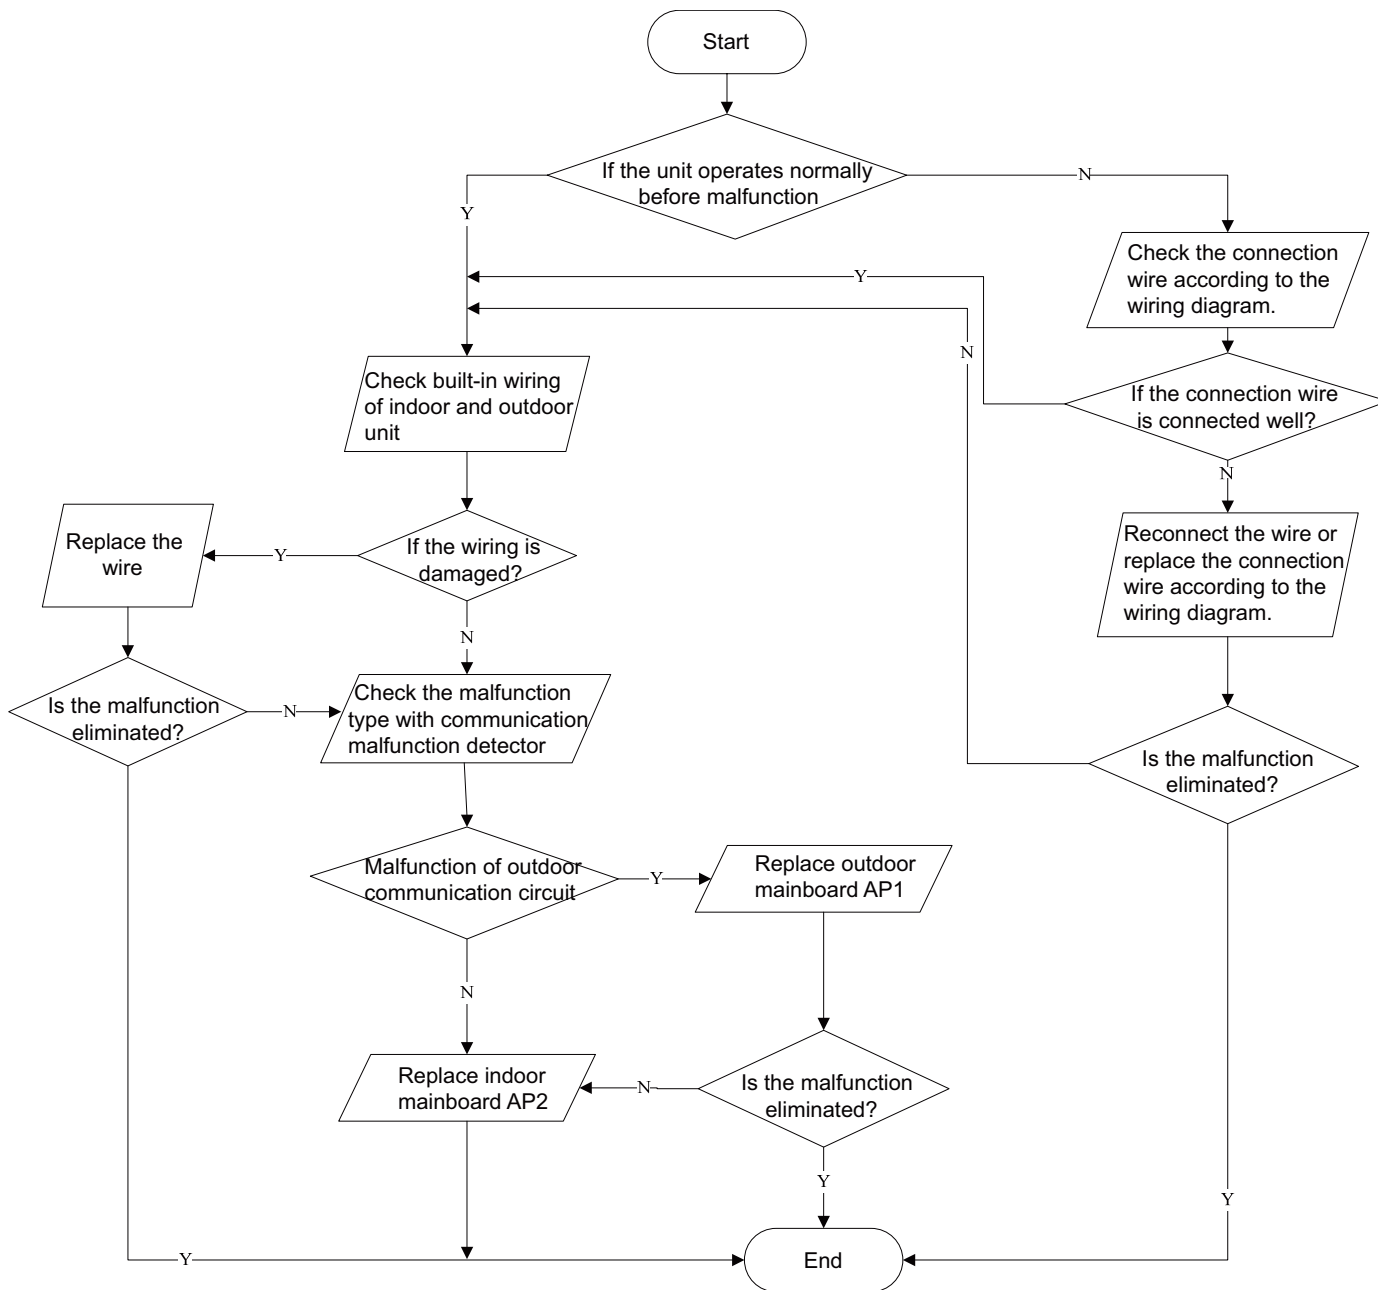 Start
If the unit operates normally
before malfunction
N
Y
Check the connection
wire according to the
wiring diagram.
Y
N
Check built-in wiring
of indoor and outdoor
unit
If the connection wire
is connected well?
N
Replace the
wire
Y
If the wiring is
damaged?
Reconnect the wire or
replace the connection
wire according to the
wiring diagram.
N
Is the malfunction
eliminated?
N
Check the malfunction
type with communication
malfunction detector
Is the malfunction
eliminated?
Malfunction of outdoor
communication circuit
Y
Replace outdoor
mainboard AP1
N
Replace indoor
mainboard AP2
N
Is the malfunction
eliminated?
Y
Y
Y
End